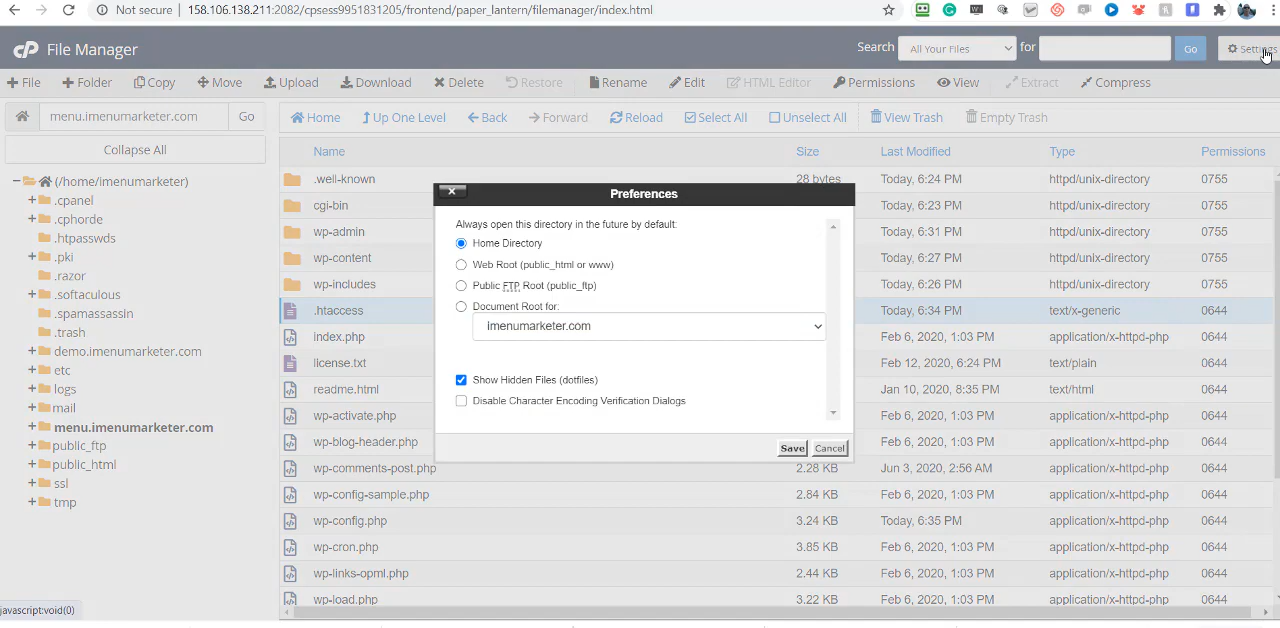 Not secure | 158.106.138.211:2082/cpsess9951831205/frontend/paper_lantern/filemanager/index.html
cP File Manager
Search All Your Files for Go Settings
File Folder Copy Move Upload Download Delete Restore Rename Edit HTML Editor Permissions View Extract Compress
menu.imenumarketer.com Go
Home Up One Level Back Forward Reload Select All Unselect All View Trash Empty Trash
Collapse All
(/home/imenumarketer)
.cpanel
.cphorde
.htpasswds
.pki
.razor
.softaculous
.spamassassin
.trash
demo.imenumarketer.com
etc
logs
mail
menu.imenumarketer.com
public_ftp
public_html
ssl
tmp
Name Size Last Modified Type Permissions
.well-known 28 bytes Today, 6:24 PM httpd/unix-directory 0755
cgi-bin Today, 6:23 PM httpd/unix-directory 0755
wp-admin Today, 6:31 PM httpd/unix-directory 0755
wp-content Today, 6:27 PM httpd/unix-directory 0755
wp-includes Today, 6:26 PM httpd/unix-directory 0755
.htaccess Today, 6:34 PM text/x-generic 0644
index.php Feb 6, 2020, 1:03 PM application/x-httpd-php 0644
license.txt Feb 12, 2020, 6:24 PM text/plain 0644
readme.html Jan 10, 2020, 8:35 PM text/html 0644
wp-activate.php Feb 6, 2020, 1:03 PM application/x-httpd-php 0644
wp-blog-header.php Feb 6, 2020, 1:03 PM application/x-httpd-php 0644
wp-comments-post.php 2.28 KB Jun 3, 2020, 2:56 AM application/x-httpd-php 0644
wp-config-sample.php 2.84 KB Feb 6, 2020, 1:03 PM application/x-httpd-php 0644
wp-config.php 3.24 KB Today, 6:35 PM application/x-httpd-php 0644
wp-cron.php 3.85 KB Feb 6, 2020, 1:03 PM application/x-httpd-php 0644
wp-links-opml.php 2.44 KB Feb 6, 2020, 1:03 PM application/x-httpd-php 0644
wp-load.php 3.22 KB Feb 6, 2020, 1:03 PM application/x-httpd-php 0644
Preferences
Always open this directory in the future by default:
Home Directory
Web Root (public_html or www)
Public FTP Root (public_ftp)
Document Root for:
imenumarketer.com
Show Hidden Files (dotfiles)
Disable Character Encoding Verification Dialogs
Save Cancel
javascript:void(0)